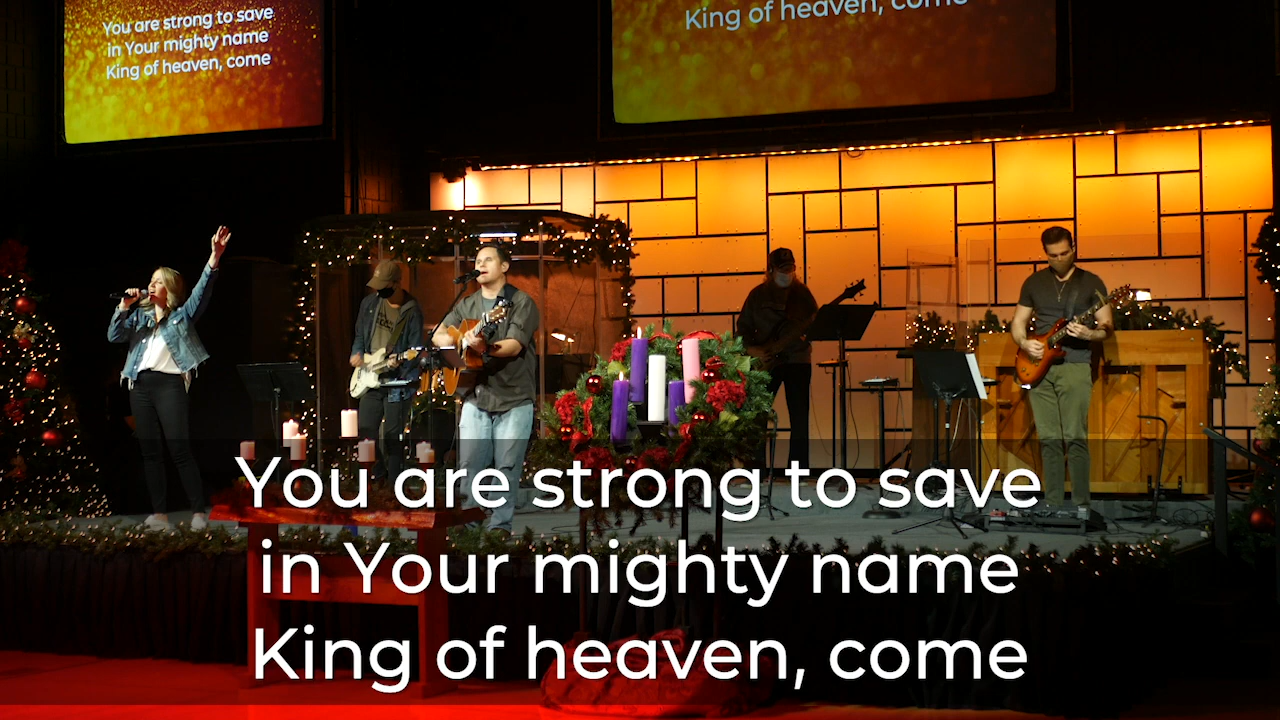 You are strong to save
in Your mighty name
King of heaven, come
King of heaven, come
You are strong to save
in Your mighty name
King of heaven, come